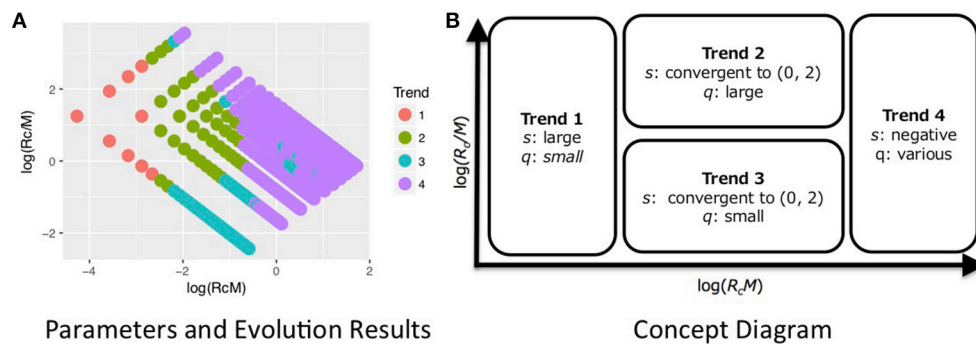 A
log(Rc/M)
2
0
−2
−4
−2
0
2
log(RcM)
Trend
1
2
3
4
Parameters and Evolution Results
B
log(R_c/M)
Trend 1
s: large
q: small
Trend 2
s: convergent to (0, 2)
q: large
Trend 3
s: convergent to (0, 2)
q: small
Trend 4
s: negative
q: various
log(R_cM)
Concept Diagram